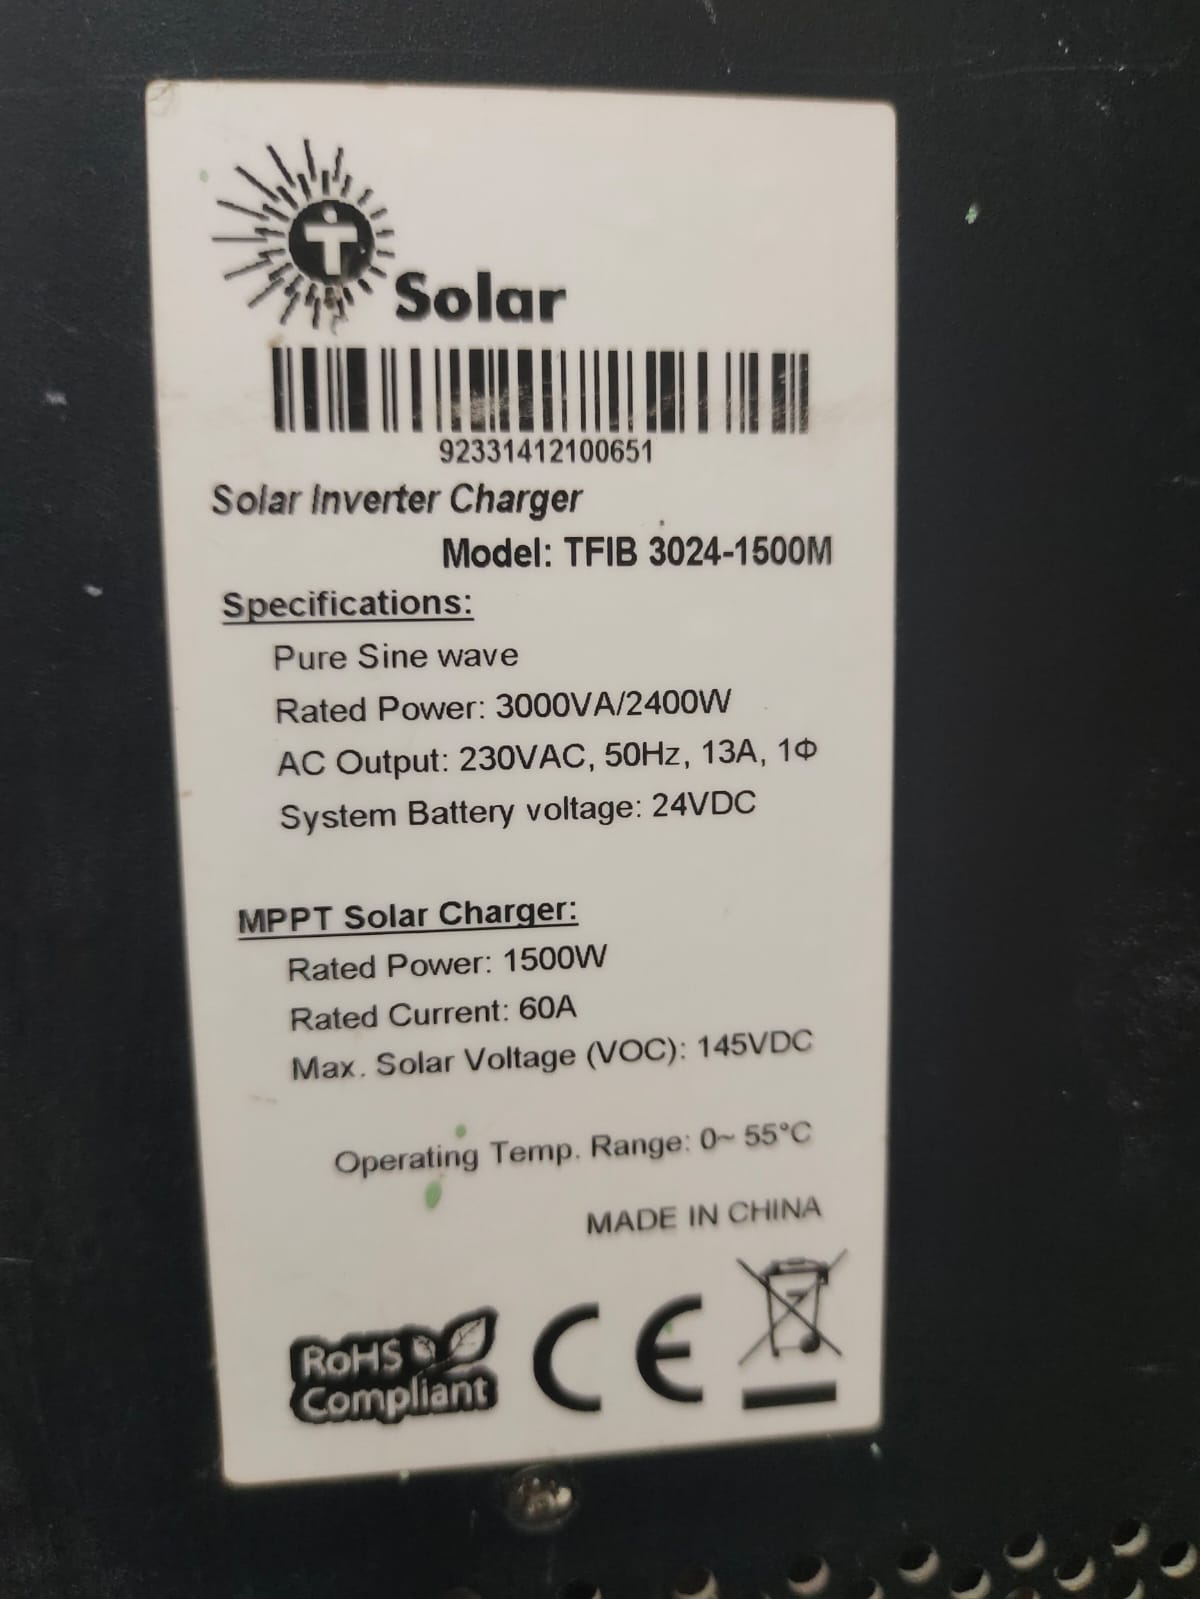 T Solar
92331412100651
Solar Inverter Charger
Model: TFIB 3024-1500M
Specifications:
Pure Sine wave
Rated Power: 3000VA/2400W
AC Output: 230VAC, 50Hz, 13A, 1Φ
System Battery voltage: 24VDC
MPPT Solar Charger:
Rated Power: 1500W
Rated Current: 60A
Max. Solar Voltage (VOC): 145VDC
Operating Temp. Range: 0~ 55°C
MADE IN CHINA
RoHS
Compliant
CE